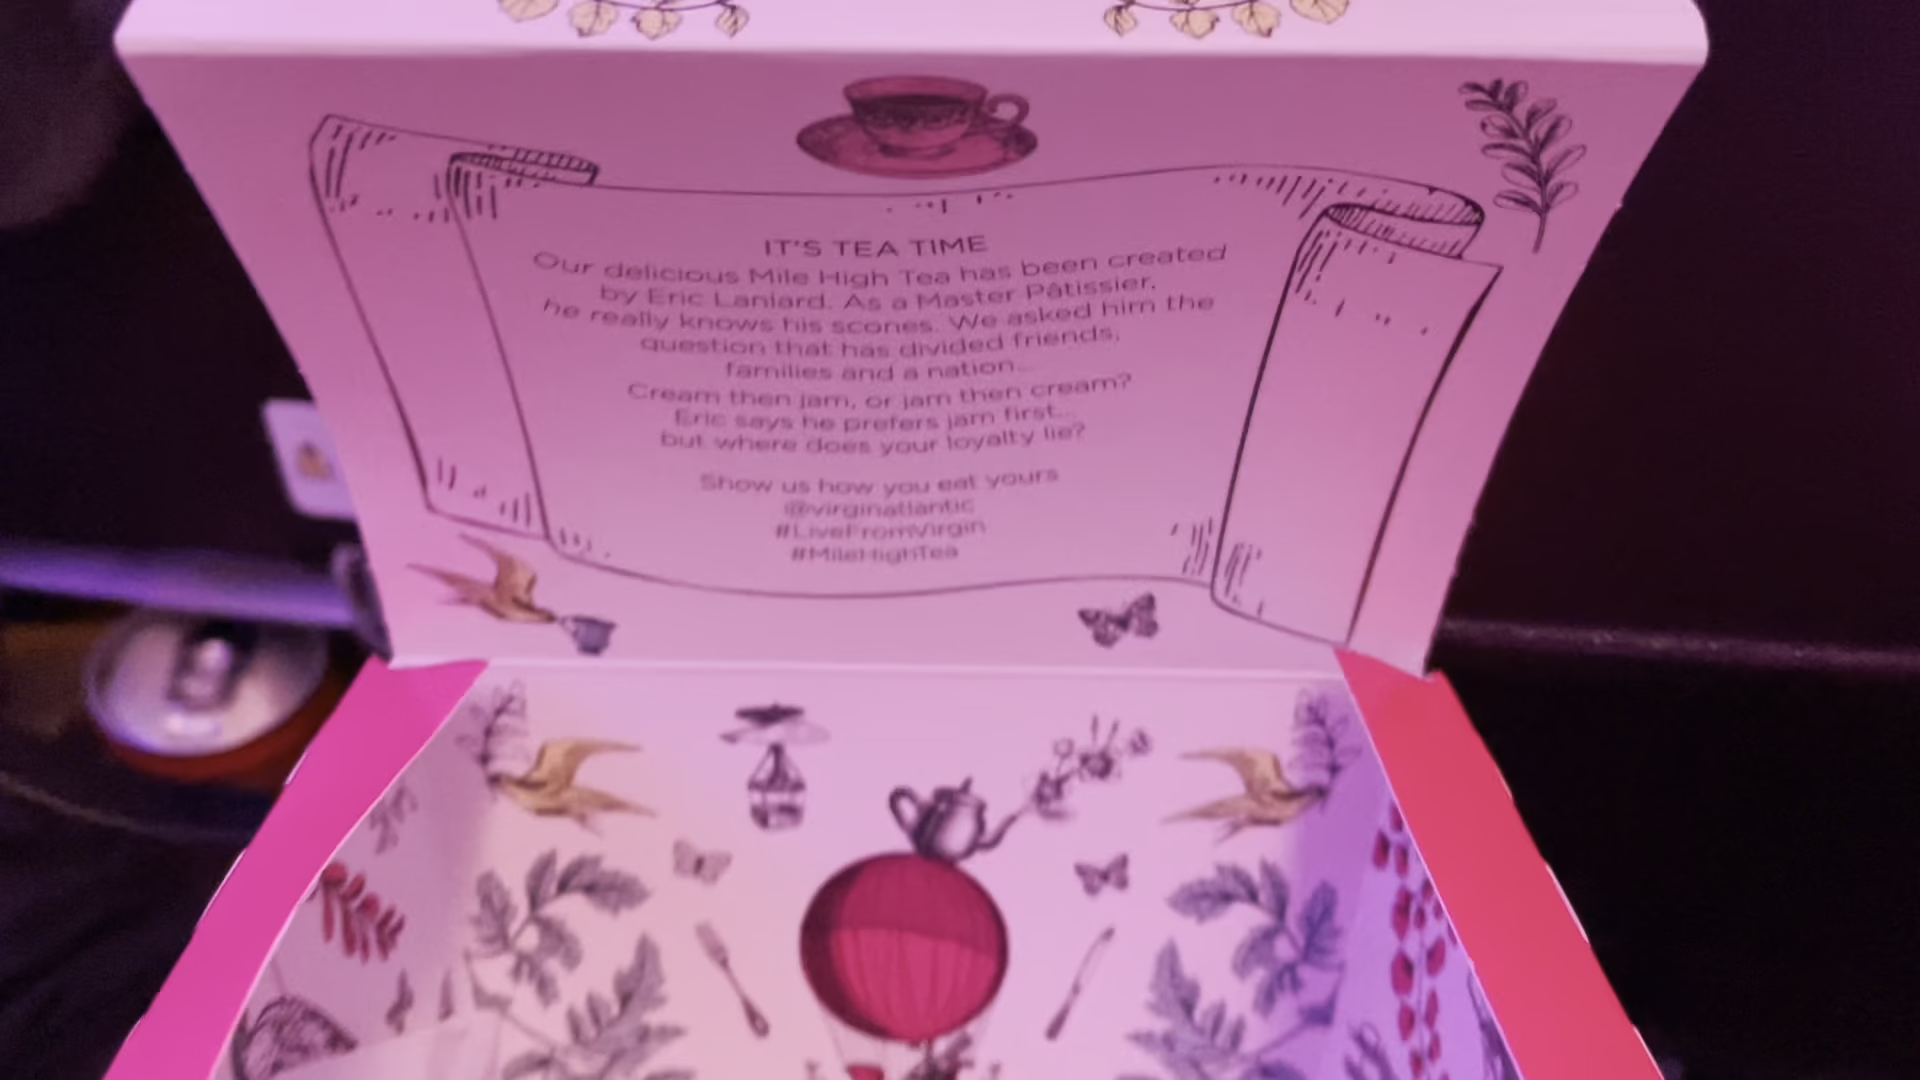 IT'S TEA TIME
Our delicious Mile High Tea has been created
by Eric Lanlard. As a Master Pâtissier,
he really knows his scones. We asked him the
question that has divided friends,
families and a nation...
Cream then jam, or jam then cream?
Eric says he prefers jam first...
but where does your loyalty lie?
Show us how you eat yours
@virginatlantic
#LiveFromVirgin
#MileHighTea